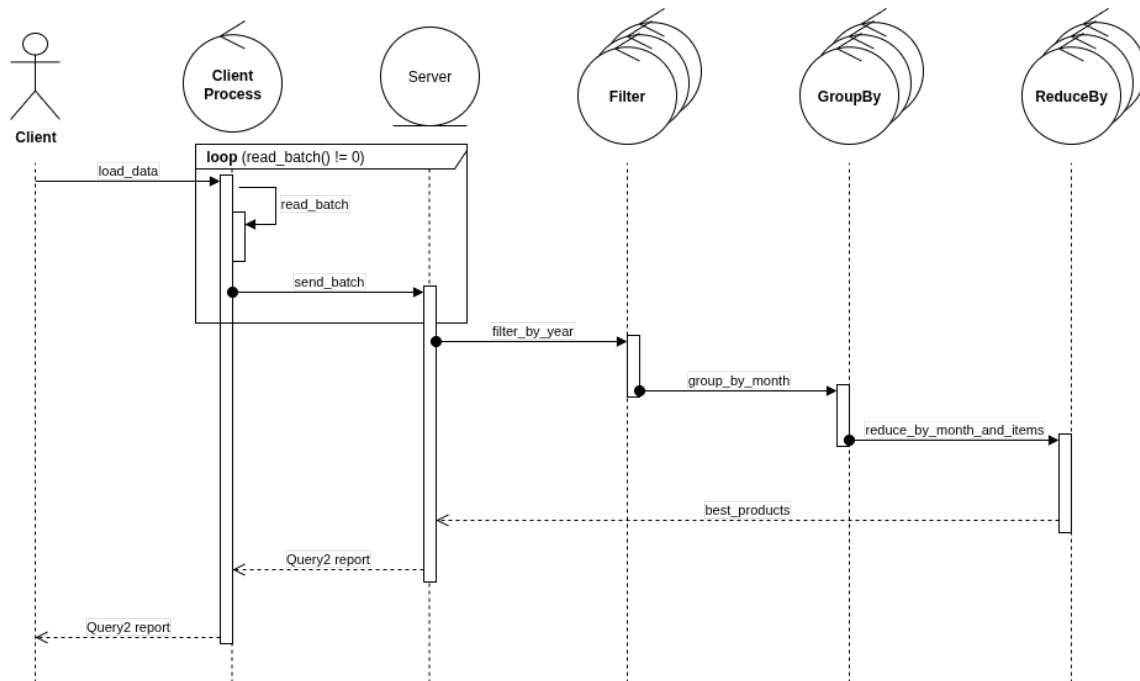 Client
Process
Server
Filter
GroupBy
ReduceBy
Client
loop (read_batch() != 0)
load_data
read_batch
send_batch
filter_by_year
group_by_month
reduce_by_month_and_items
best_products
Query2 report
Query2 report